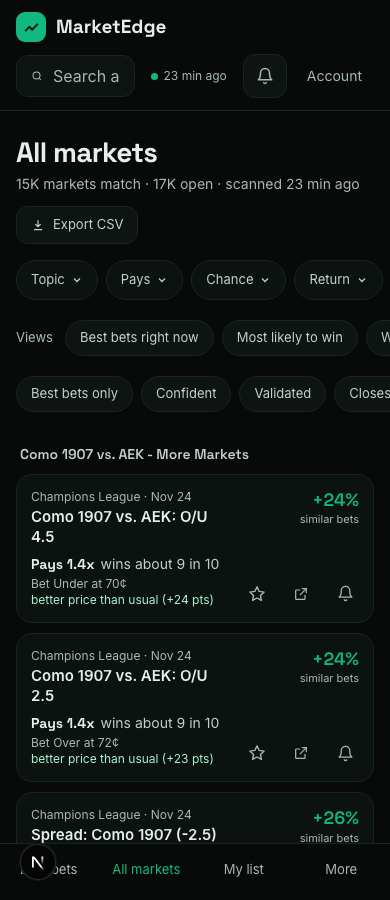 MarketEdge
Search a
23 min ago
Account
All markets
15K markets match · 17K open · scanned 23 min ago
Export CSV
Topic
Pays
Chance
Return
Views
Best bets right now
Most likely to win
Best bets only
Confident
Validated
Closes
Como 1907 vs. AEK - More Markets
Champions League · Nov 24
+24%
similar bets
Como 1907 vs. AEK: O/U
4.5
Pays 1.4x wins about 9 in 10
Bet Under at 70¢
better price than usual (+24 pts)
Champions League · Nov 24
+24%
similar bets
Como 1907 vs. AEK: O/U
2.5
Pays 1.4x wins about 9 in 10
Bet Over at 72¢
better price than usual (+23 pts)
Champions League · Nov 24
+26%
similar bets
Spread: Como 1907 (-2.5)
N
bets
All markets
My list
More